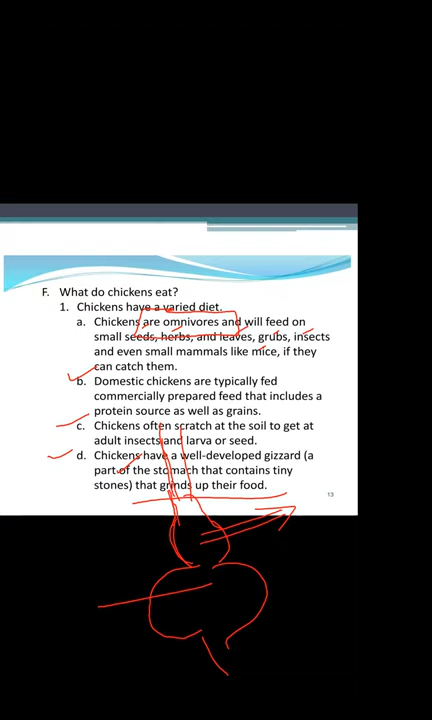 F. What do chickens eat?
1. Chickens have a varied diet.
a. Chickens are omnivores and will feed on
small seeds, herbs, and leaves, grubs, insects
and even small mammals like mice, if they
can catch them.
b. Domestic chickens are typically fed
commercially prepared feed that includes a
protein source as well as grains.
c. Chickens often scratch at the soil to get at
adult insects and larva or seed.
d. Chickens have a well-developed gizzard (a
part of the stomach that contains tiny
stones) that grinds up their food.
13